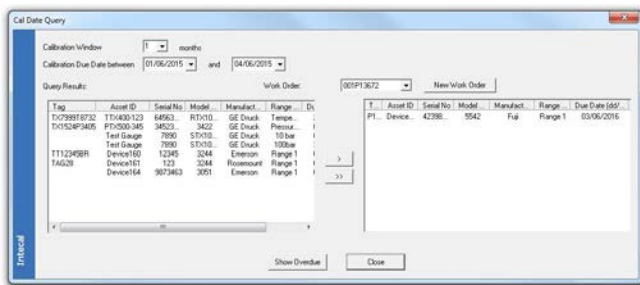 Cal Date Query
Calibration Window 1 months
Calibration Due Date between 01/06/2015 and 04/06/2015
Query Results: Work Order: 001P13672 New Work Order
Tag Asset ID Serial No Model ... Manufact... Range ... Du
TX7999T8732 TTX400-123 64563... RTX10... GE Druck Tempe...
TX1524P3405 PTX500-345 34523... 3422 GE Druck Pressur...
Test Gauge 7890 STX10... GE Druck 10 bar
Test Gauge 7890 STX10... GE Druck 100bar
TT12345BR Device160 12345 3244 Emerson Range 1
TAG28 Device161 123 3244 Rosemount Range 1
Device164 9873463 3051 Emerson Range 1
>
>>
T... Asset ID Serial No Model ... Manufact... Range ... Due Date (dd/...
P1... Device... 42398... 5542 Fuji Range 1 03/06/2016
Show Overdue Close
Intecal